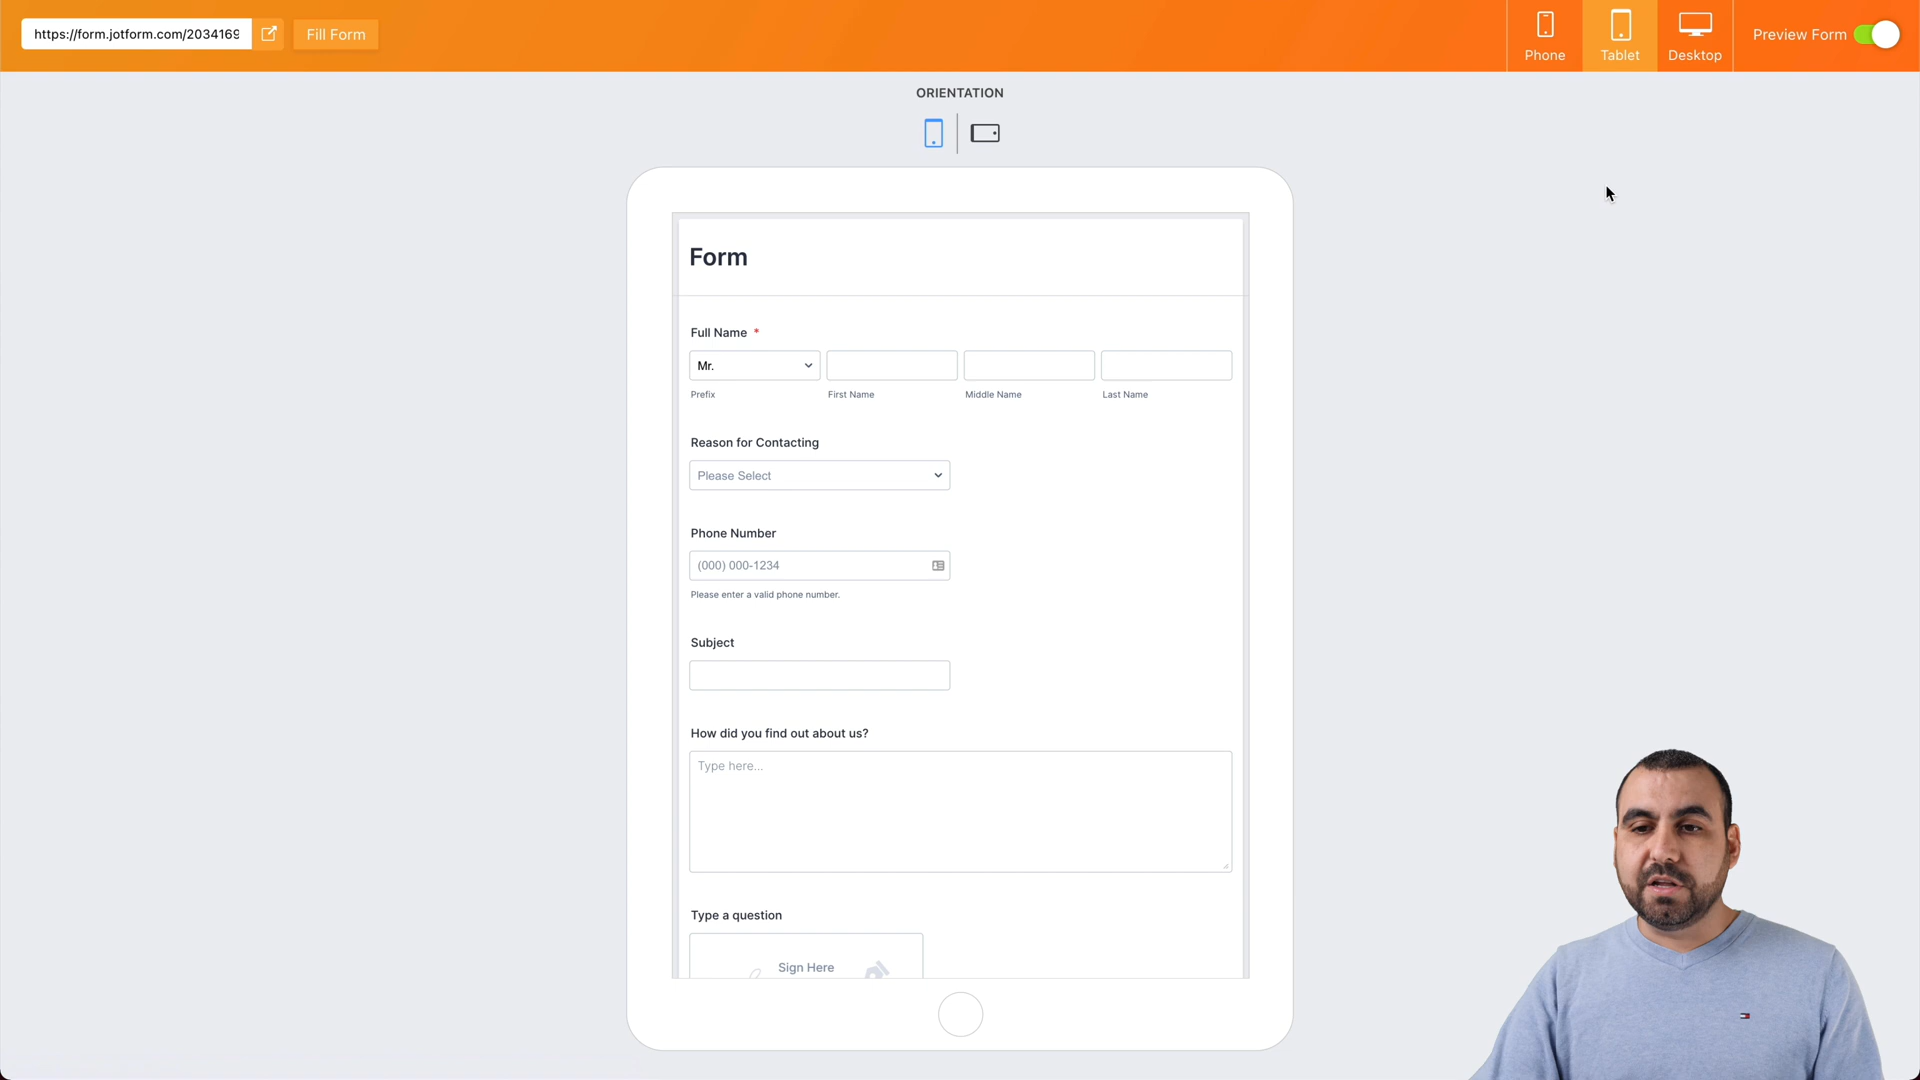 https://form.jotform.com/2034169
Fill Form
Phone
Tablet
Desktop
Preview Form
ORIENTATION
Form
Full Name *
Mr.
Prefix
First Name
Middle Name
Last Name
Reason for Contacting
Please Select
Phone Number
(000) 000-1234
Please enter a valid phone number.
Subject
How did you find out about us?
Type here...
Type a question
Sign Here